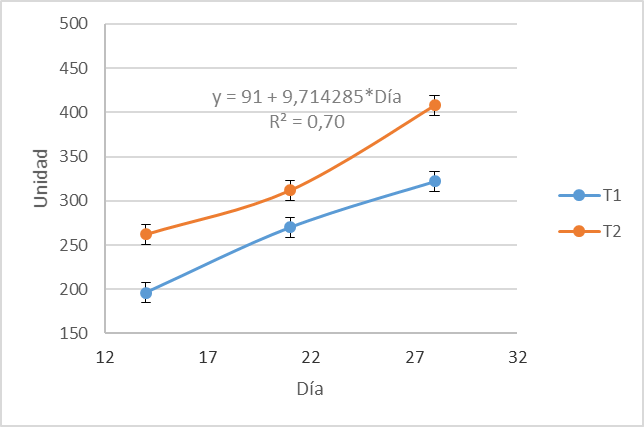 500
450
400
350
300
250
200
150
y = 91 + 9,714285*Día
R² = 0,70
Unidad
T1
T2
12 17 22 27 32
Día